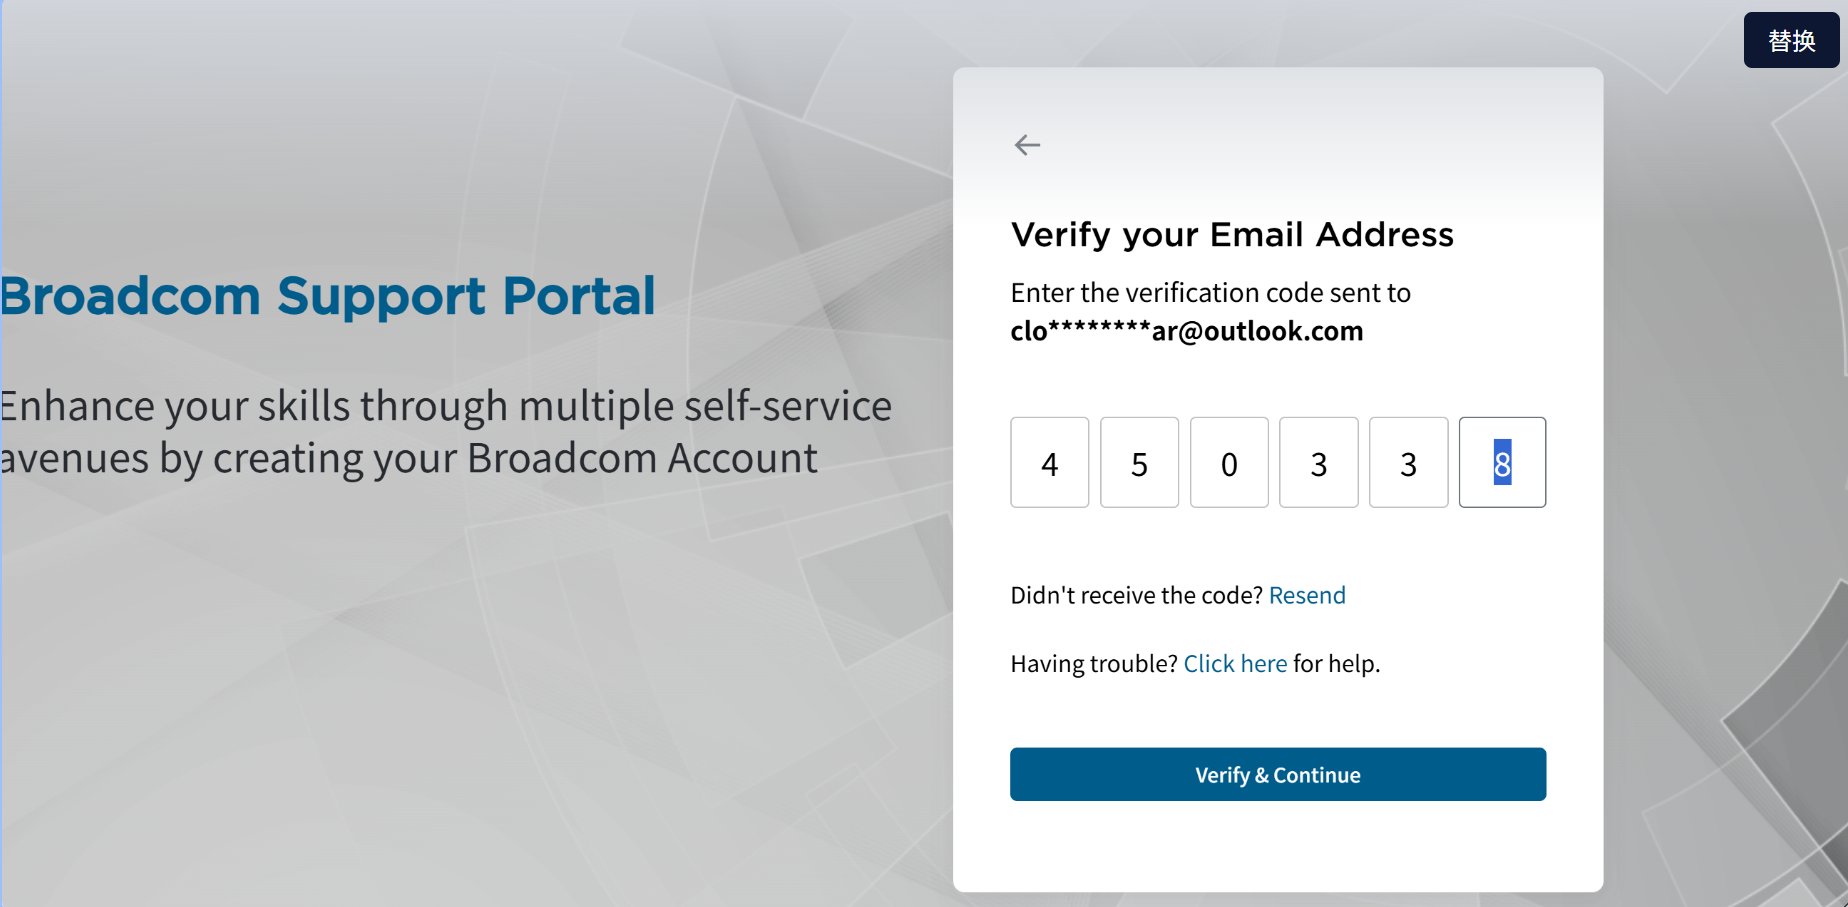 替换
Broadcom Support Portal
Enhance your skills through multiple self-service
avenues by creating your Broadcom Account
Verify your Email Address
Enter the verification code sent to
clo********ar@outlook.com
4 5 0 3 3 8
Didn't receive the code? Resend
Having trouble? Click here for help.
Verify & Continue